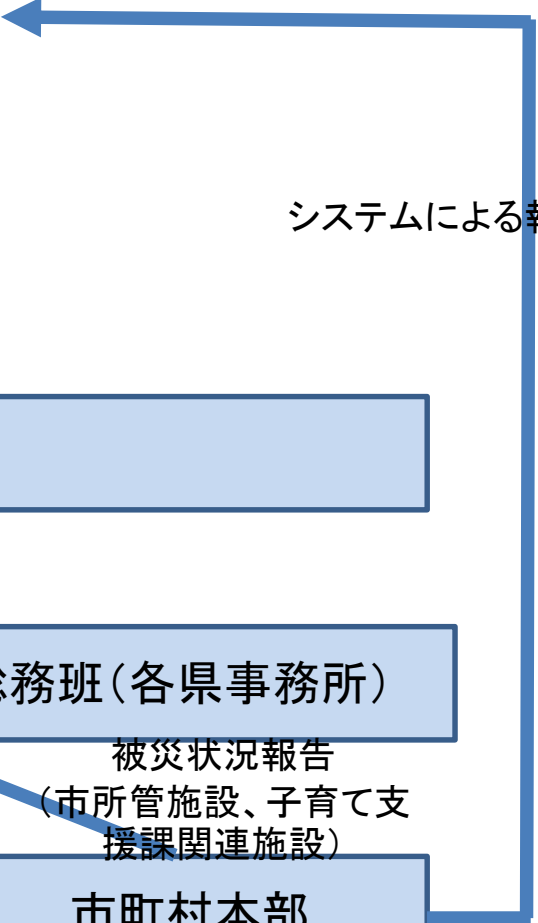 システムによる報
総務班（各県事務所）
被災状況報告
（市所管施設、子育て支
援課関連施設）
市町村本部